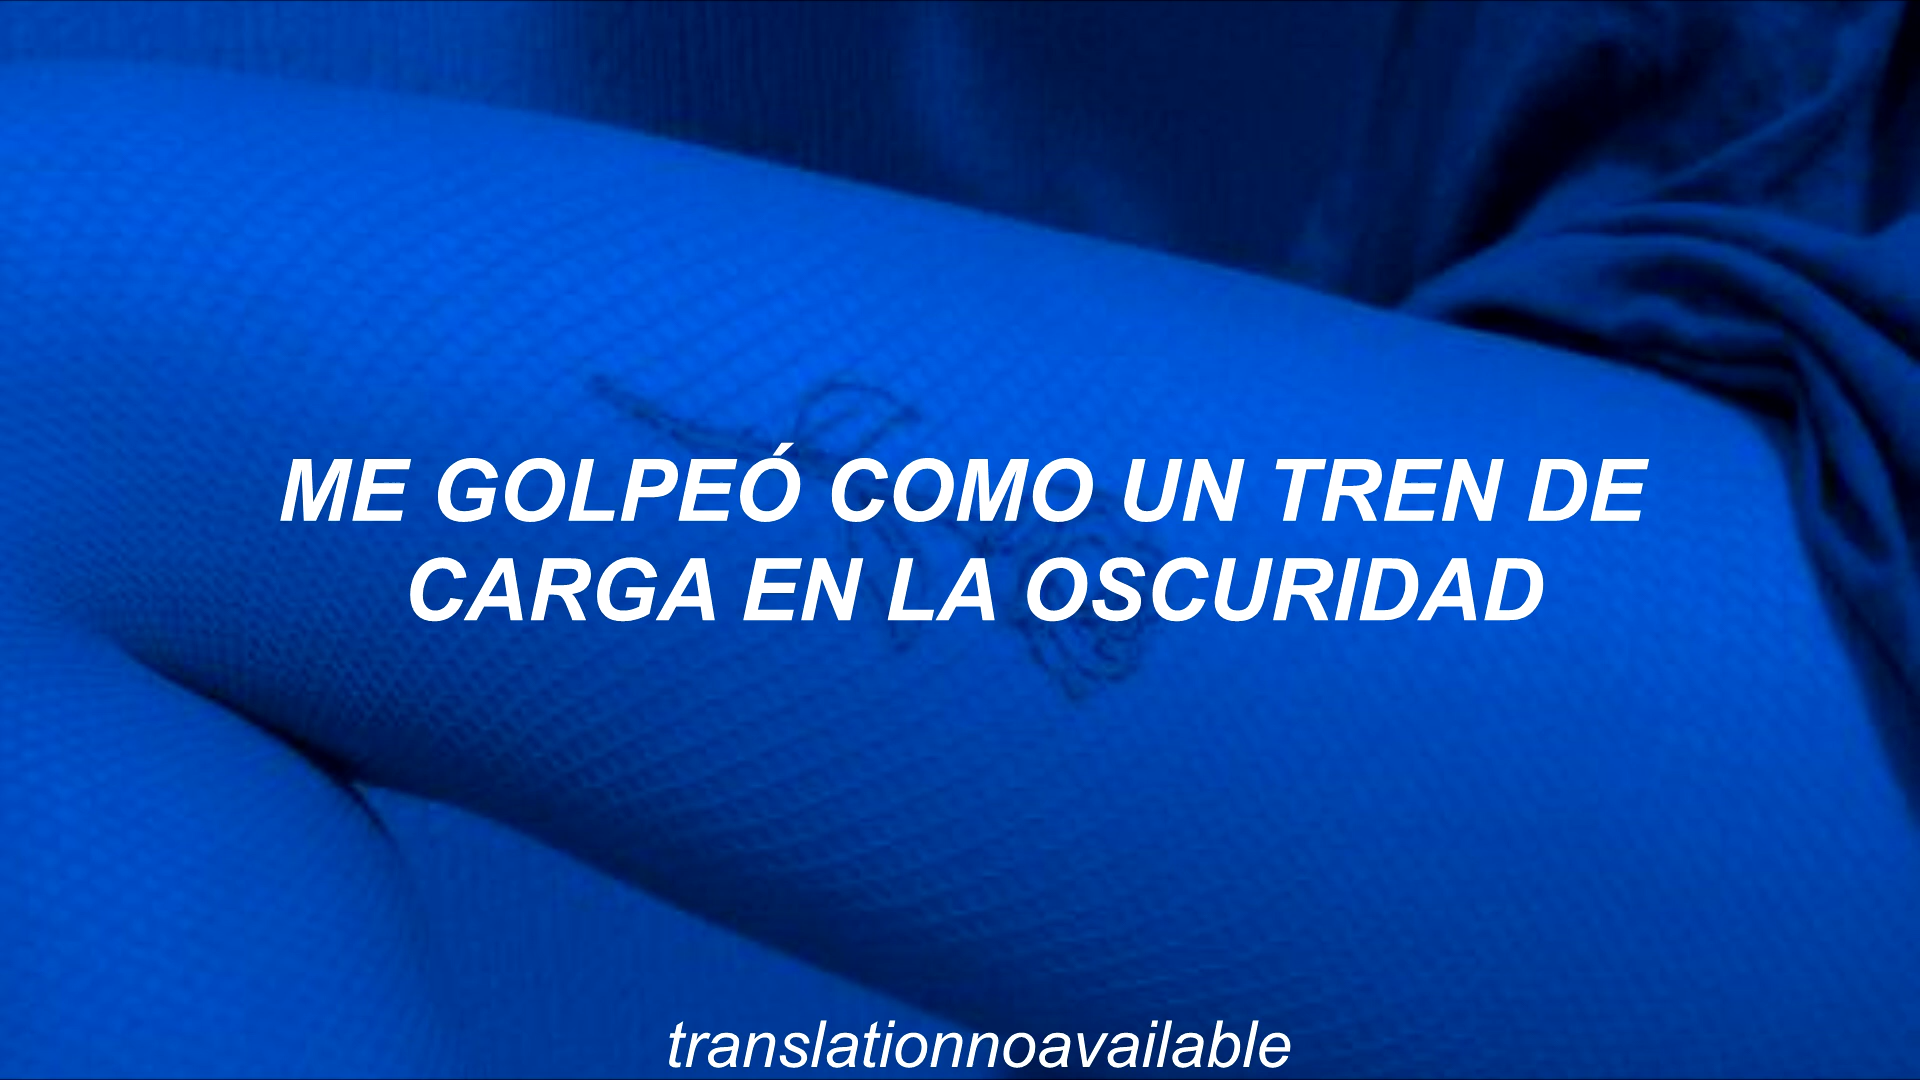 ME GOLPEÓ COMO UN TREN DE
CARGA EN LA OSCURIDAD
translationnoavailable